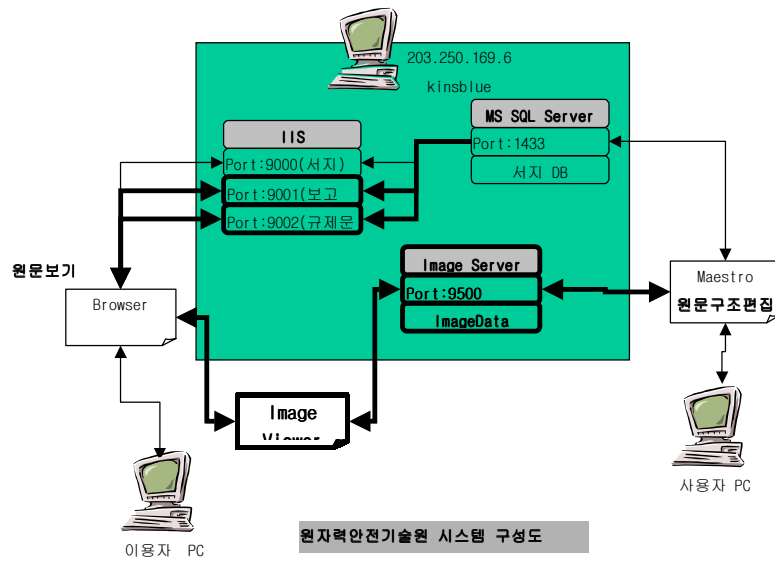 203.250.169.6
kinsblue
MS SQL Server
Port:1433
서지 DB
IIS
Port:9000(서지)
Port:9001(보고
Port:9002(규제문
원문보기
Browser
Image Server
Port:9500
ImageData
Maestro
원문구조편집
Image
Viewer
사용자 PC
이용자 PC
원자력안전기술원 시스템 구성도